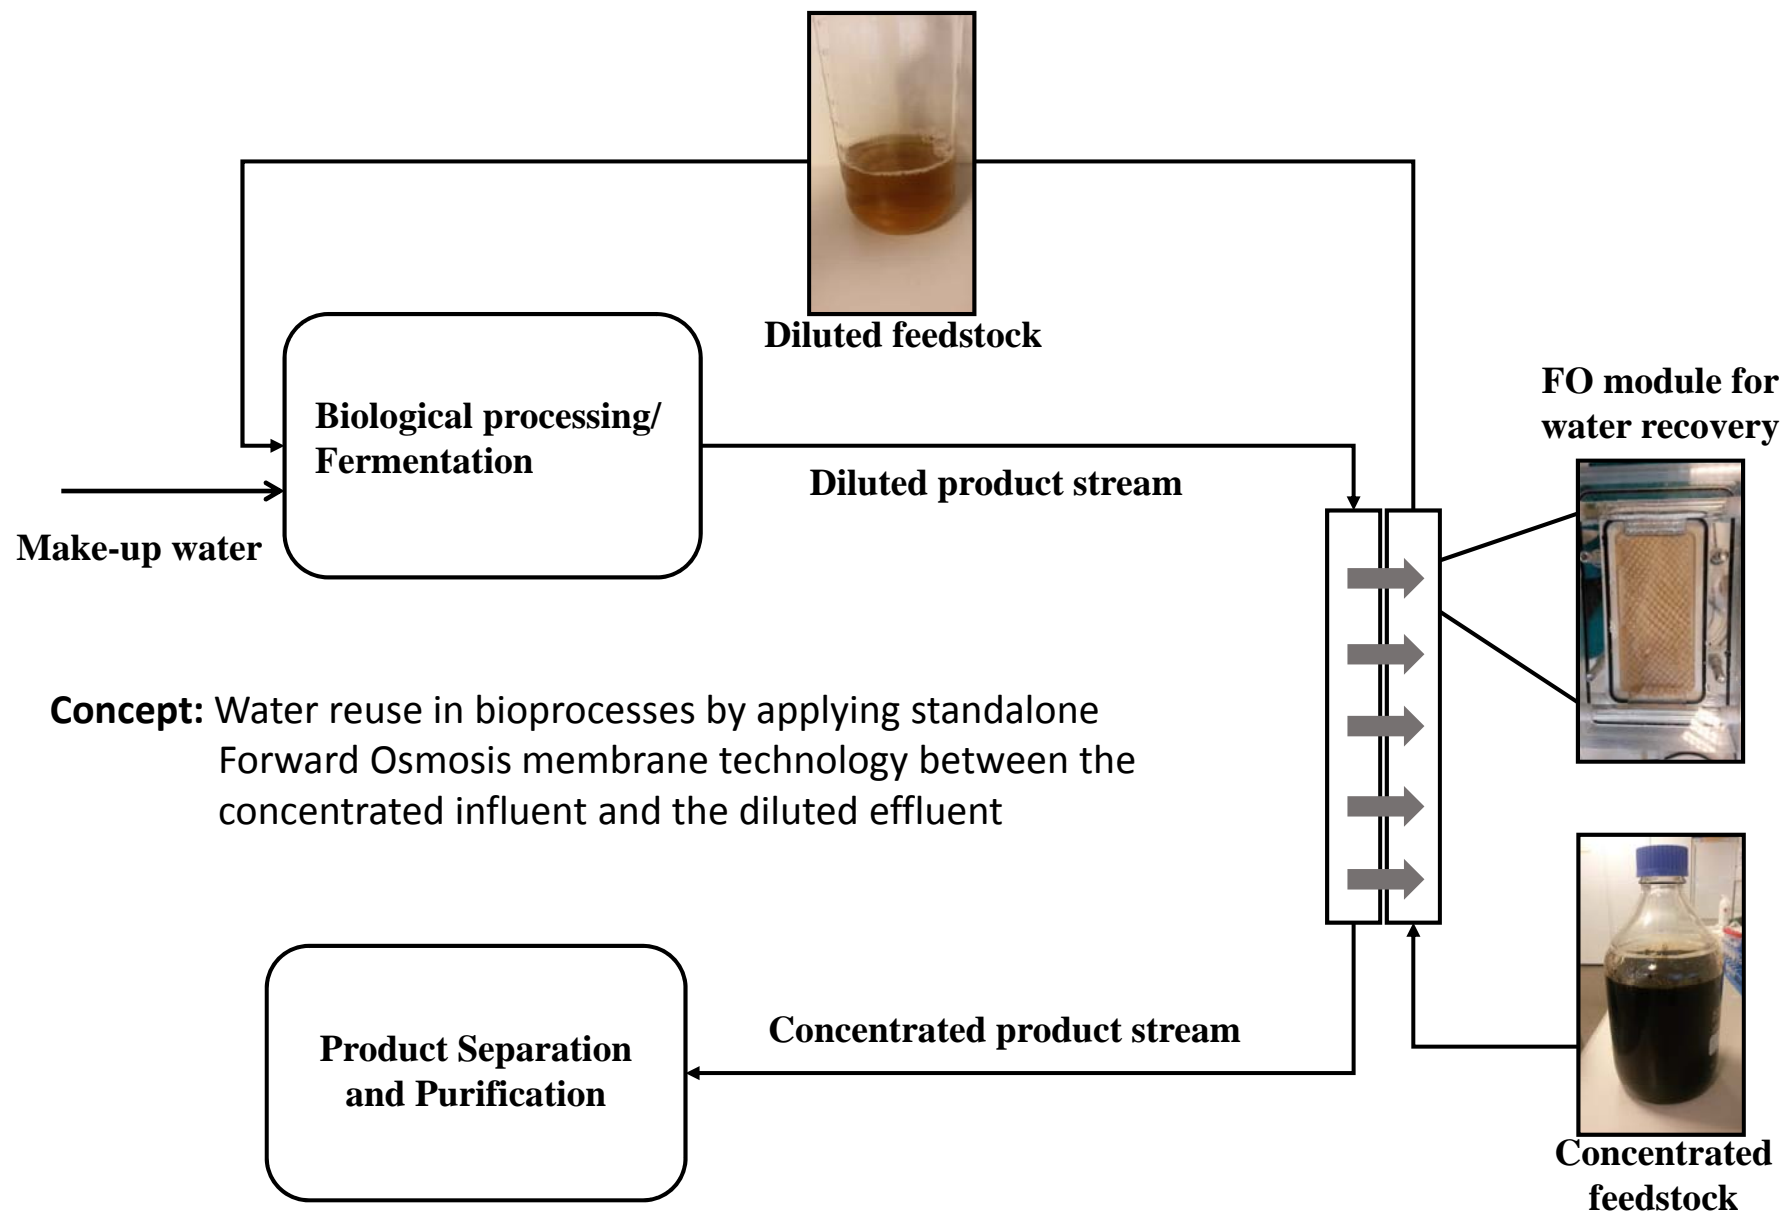 Diluted feedstock
FO module for
water recovery
Biological processing/
Fermentation
Diluted product stream
Make-up water
Concept: Water reuse in bioprocesses by applying standalone
Forward Osmosis membrane technology between the
concentrated influent and the diluted effluent
Concentrated product stream
Product Separation
and Purification
Concentrated
feedstock